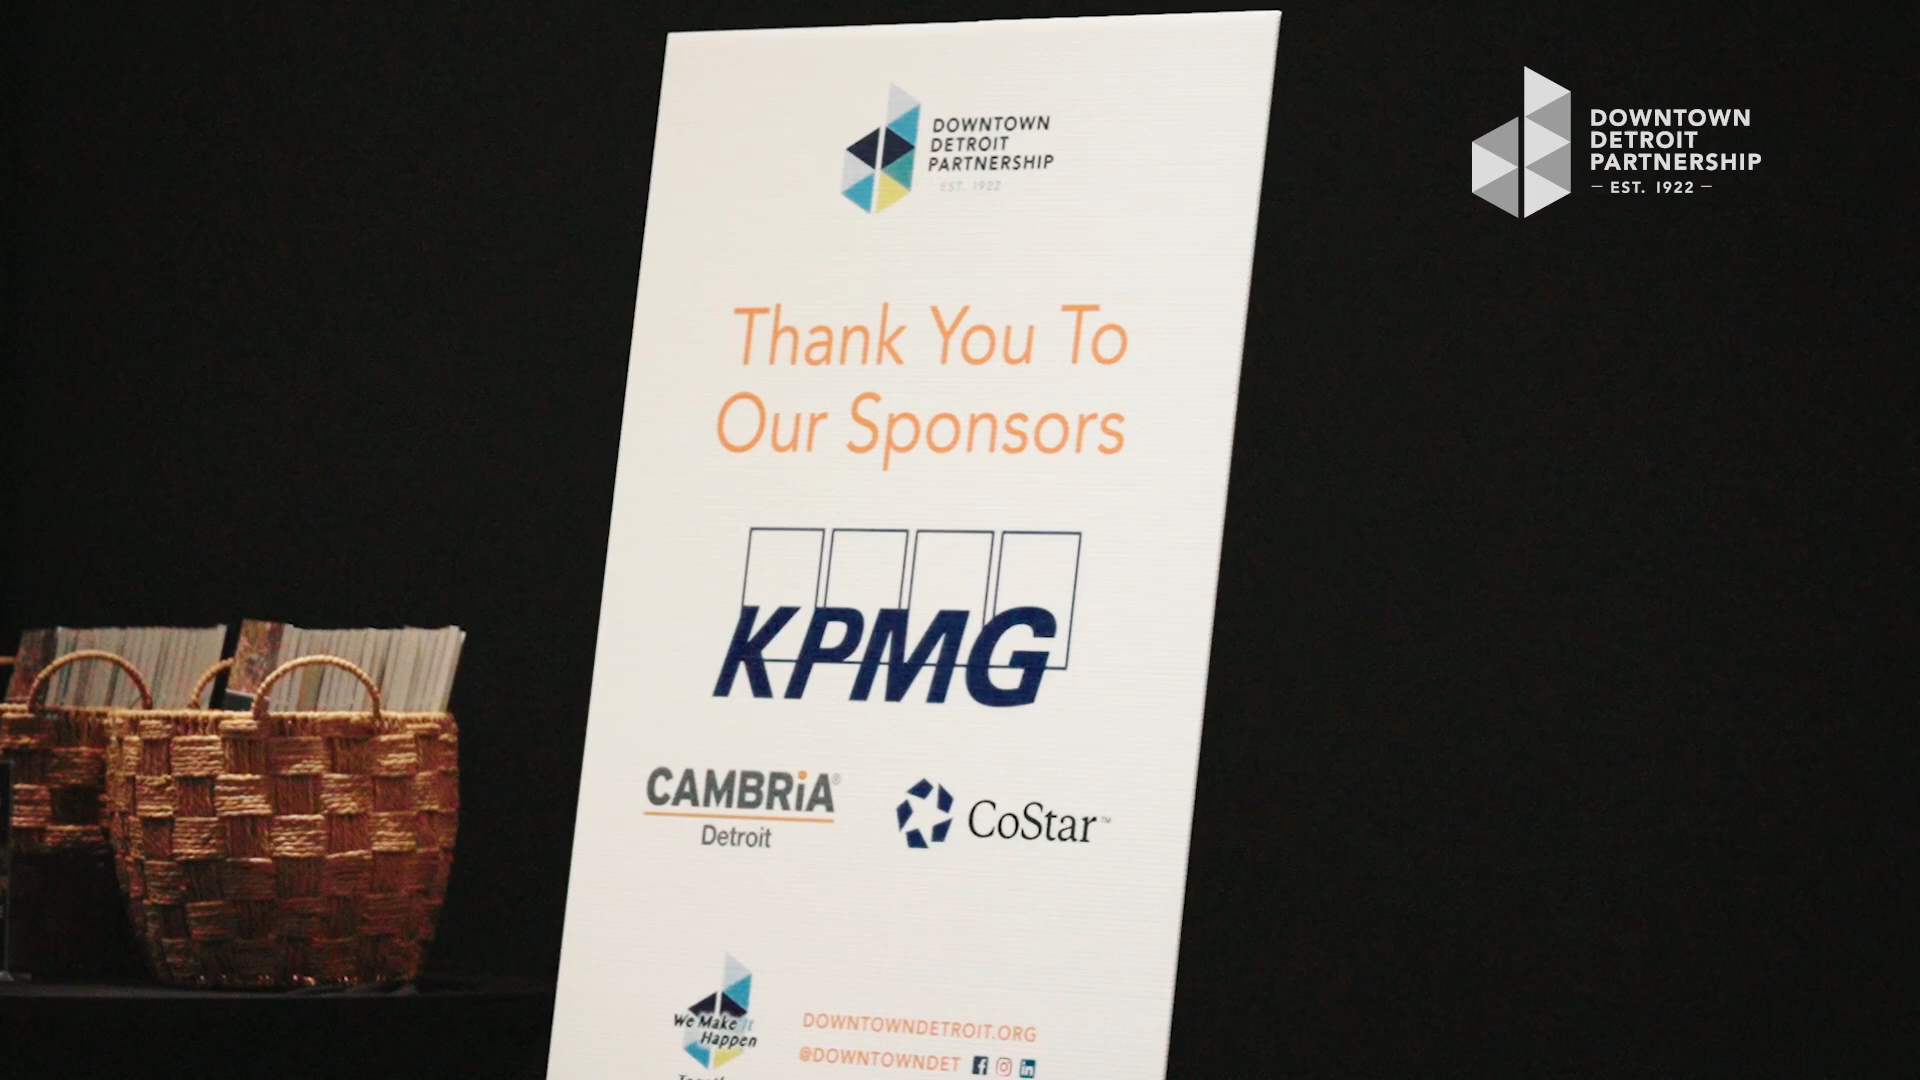 DOWNTOWN
DETROIT
PARTNERSHIP
EST. 1922
Thank You To
Our Sponsors
KPMG
CAMBRiA®
Detroit
CoStar™
We Make It
Happen
DOWNTOWNDETROIT.ORG
@DOWNTOWNDET
DOWNTOWN
DETROIT
PARTNERSHIP
– EST. 1922 –